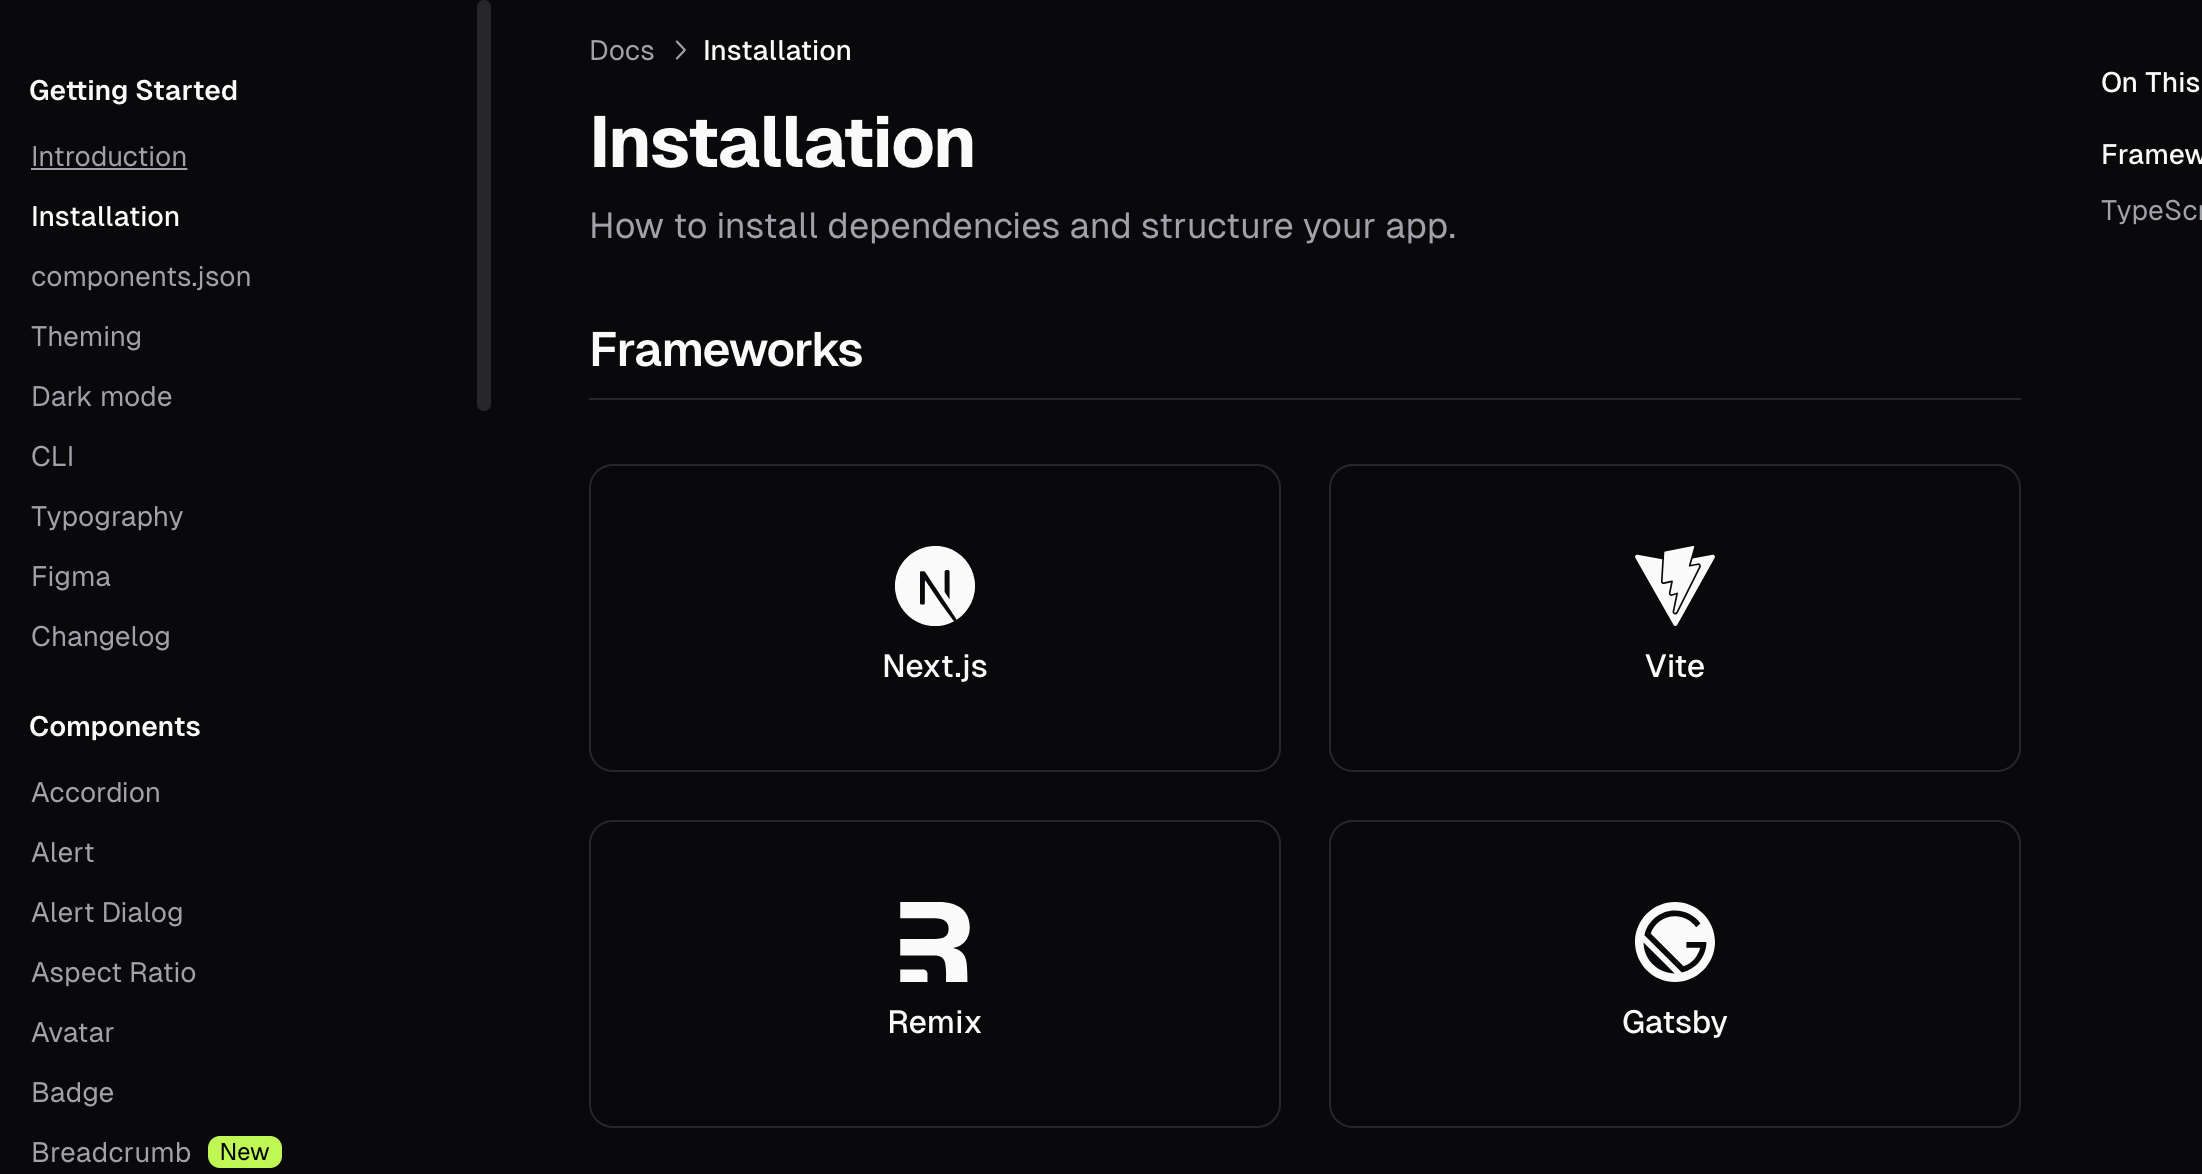 Getting Started
Introduction
Installation
components.json
Theming
Dark mode
CLI
Typography
Figma
Changelog
Components
Accordion
Alert
Alert Dialog
Aspect Ratio
Avatar
Badge
Breadcrumb New
Docs > Installation
Installation
How to install dependencies and structure your app.
Frameworks
Next.js
Vite
Remix
Gatsby
On This